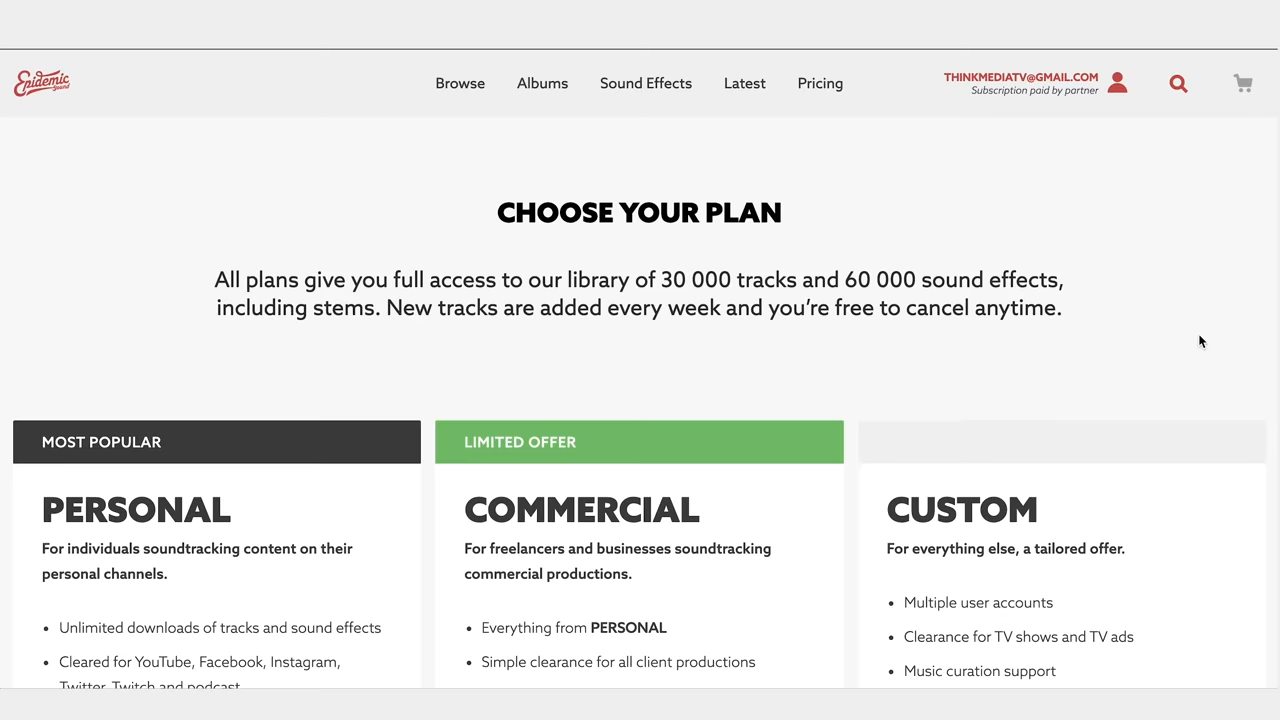 Epidemic Sound
Browse
Albums
Sound Effects
Latest
Pricing
THINKMEDIATV@GMAIL.COM
Subscription paid by partner
CHOOSE YOUR PLAN
All plans give you full access to our library of 30 000 tracks and 60 000 sound effects,
including stems. New tracks are added every week and you're free to cancel anytime.
MOST POPULAR
PERSONAL
For individuals soundtracking content on their
personal channels.
• Unlimited downloads of tracks and sound effects
• Cleared for YouTube, Facebook, Instagram,
Twitter, Twitch and podcast
LIMITED OFFER
COMMERCIAL
For freelancers and businesses soundtracking
commercial productions.
• Everything from PERSONAL
• Simple clearance for all client productions
CUSTOM
For everything else, a tailored offer.
• Multiple user accounts
• Clearance for TV shows and TV ads
• Music curation support